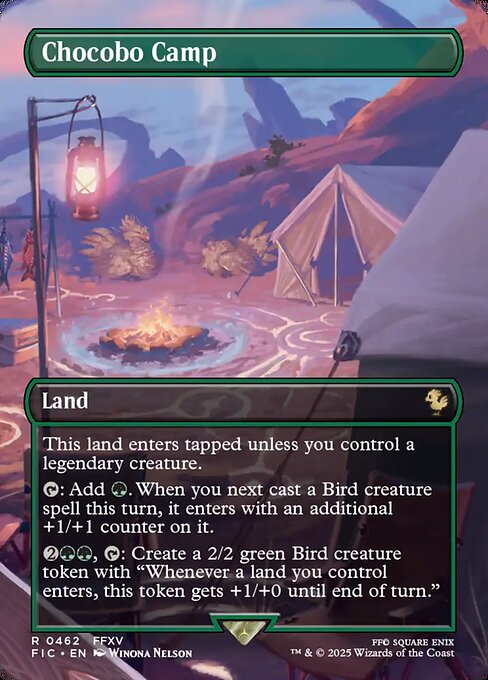 Chocobo Camp
Land
This land enters tapped unless you control a
legendary creature.
: Add . When you next cast a Bird creature
spell this turn, it enters with an additional
+1/+1 counter on it.
2, : Create a 2/2 green Bird creature
token with “Whenever a land you control
enters, this token gets +1/+0 until end of turn.”
R 0462 FFXV
FIC • EN Winona Nelson
FF© SQUARE ENIX
™ & © 2025 Wizards of the Coast